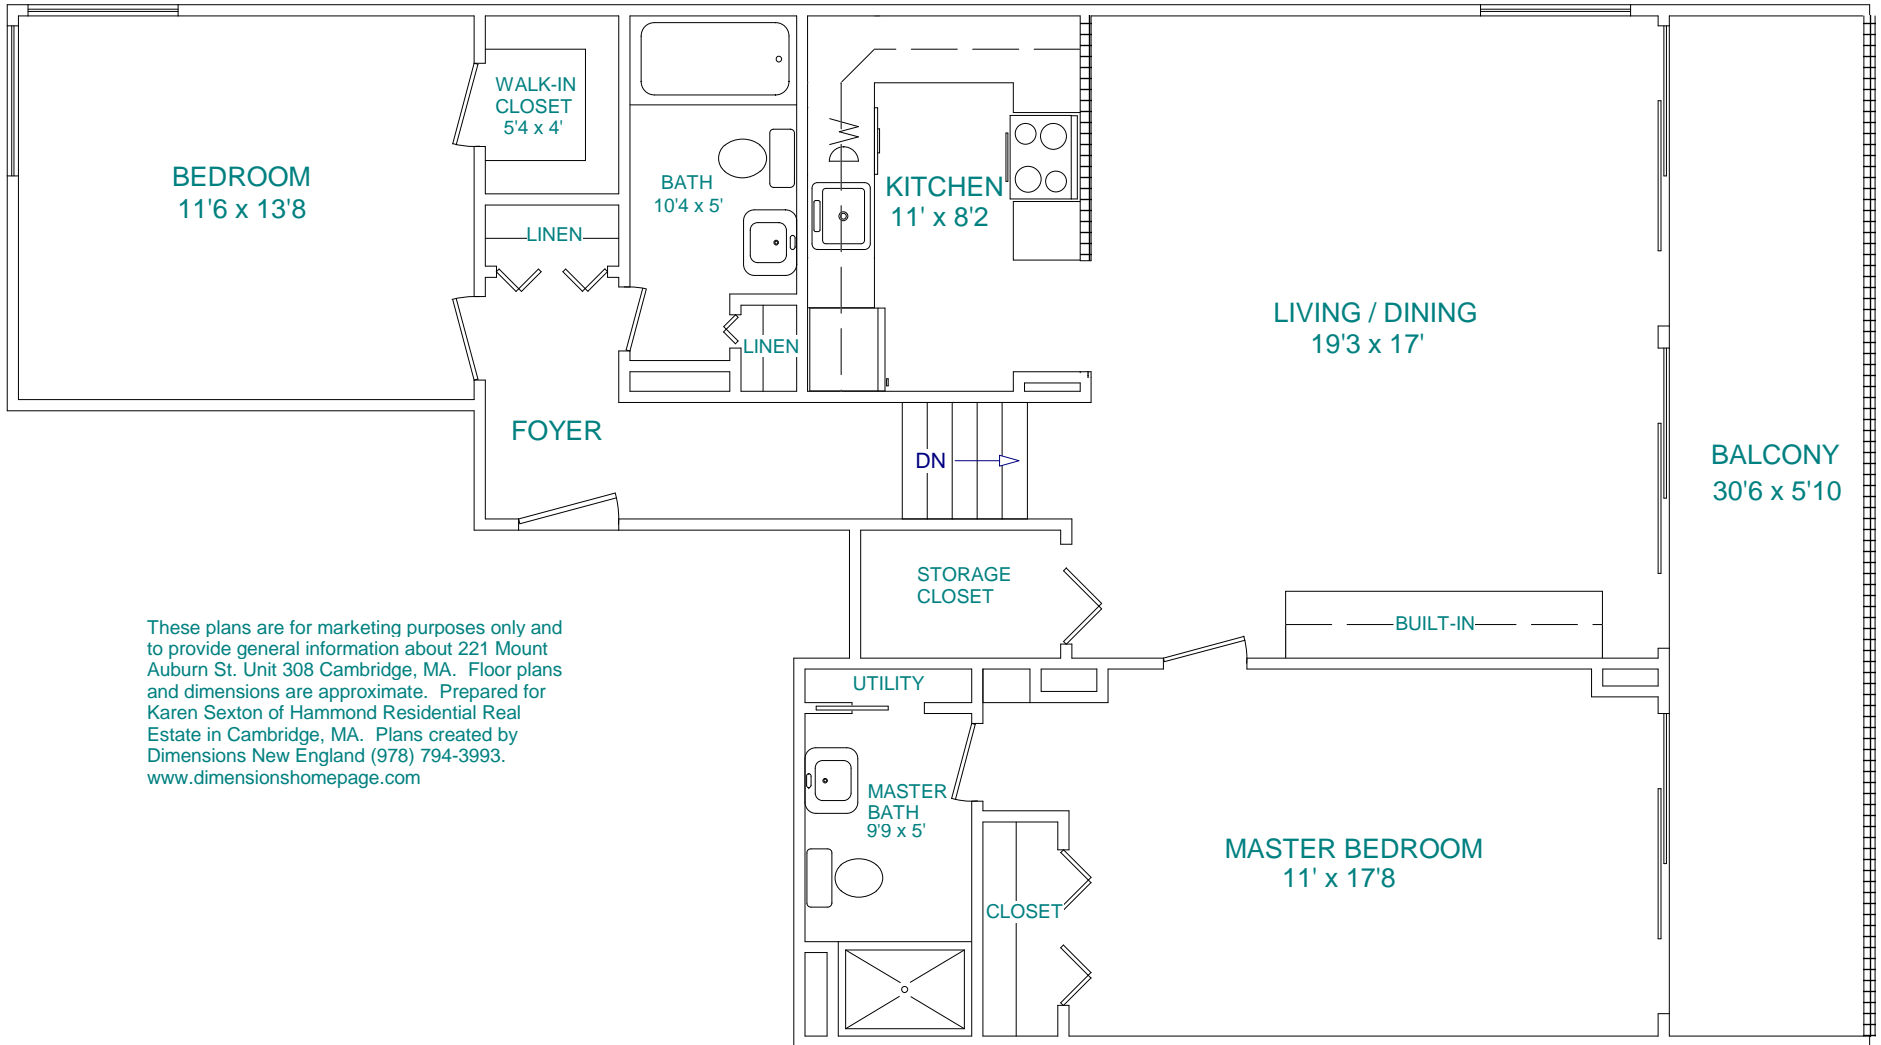 WALK-IN
CLOSET
5'4 x 4'
BEDROOM
11'6 x 13'8
LINEN
BATH
10'4 x 5'
KITCHEN
11' x 8'2
LINEN
LIVING / DINING
19'3 x 17'
FOYER
DN
BALCONY
30'6 x 5'10
STORAGE
CLOSET
BUILT-IN
These plans are for marketing purposes only and
to provide general information about 221 Mount
Auburn St. Unit 308 Cambridge, MA.  Floor plans
and dimensions are approximate.  Prepared for
Karen Sexton of Hammond Residential Real
Estate in Cambridge, MA.  Plans created by
Dimensions New England (978) 794-3993.
www.dimensionshomepage.com
UTILITY
MASTER
BATH
9'9 x 5'
MASTER BEDROOM
11' x 17'8
CLOSET